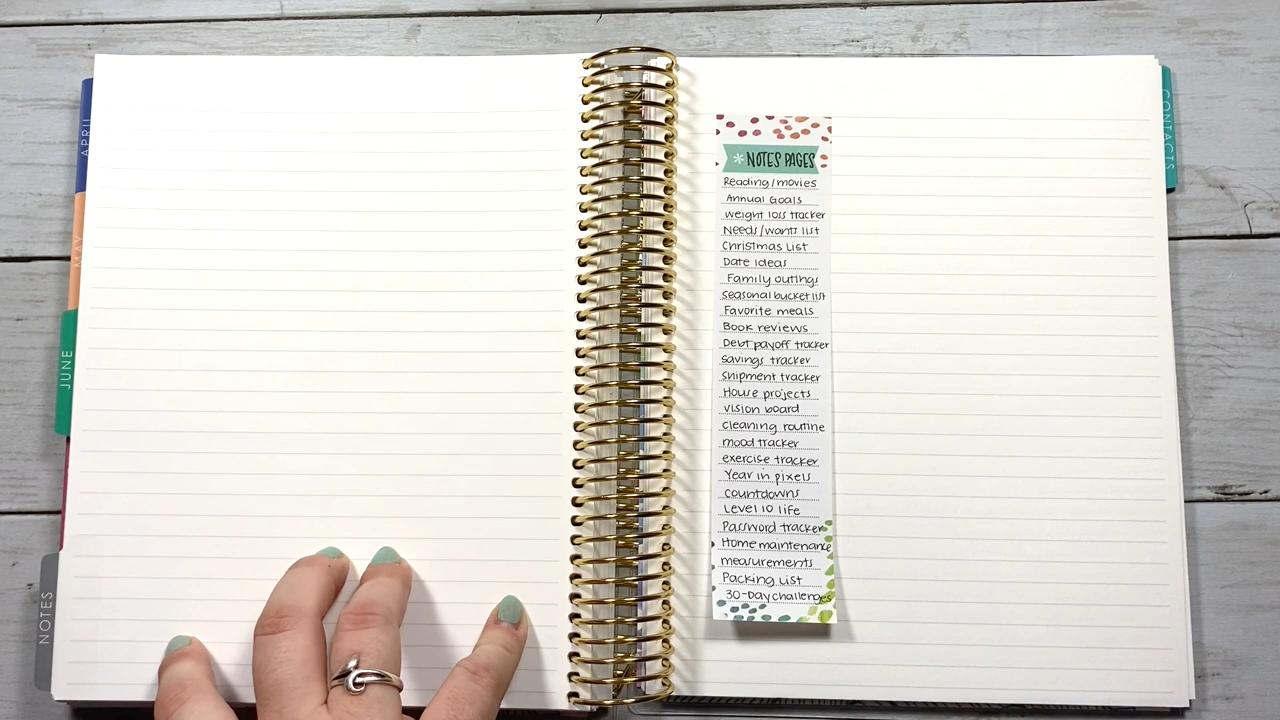 APRIL
MAY
JUNE
NOTES
CONTACTS
* NOTES PAGES
Reading/movies
Annual Goals
weight loss tracker
Needs/wants list
Christmas List
Date Ideas
Family outings
seasonal bucket list
Favorite meals
Book reviews
Debt payoff tracker
savings tracker
shipment tracker
House projects
vision board
cleaning routine
mood tracker
exercise tracker
Year in pixels
countdowns
Level 10 life
Password tracker
Home maintenance
measurements
Packing List
30-Day challenges